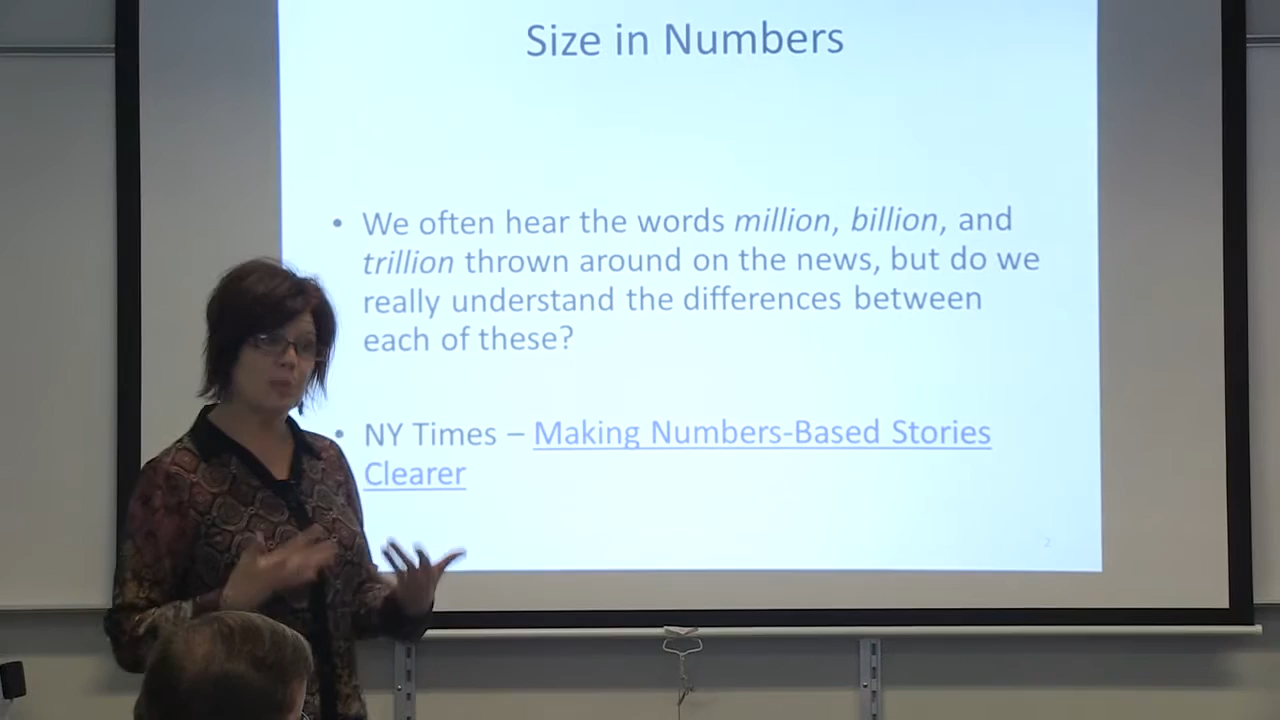 Size in Numbers
• We often hear the words million, billion, and
trillion thrown around on the news, but do we
really understand the differences between
each of these?
• NY Times – Making Numbers-Based Stories
Clearer
2